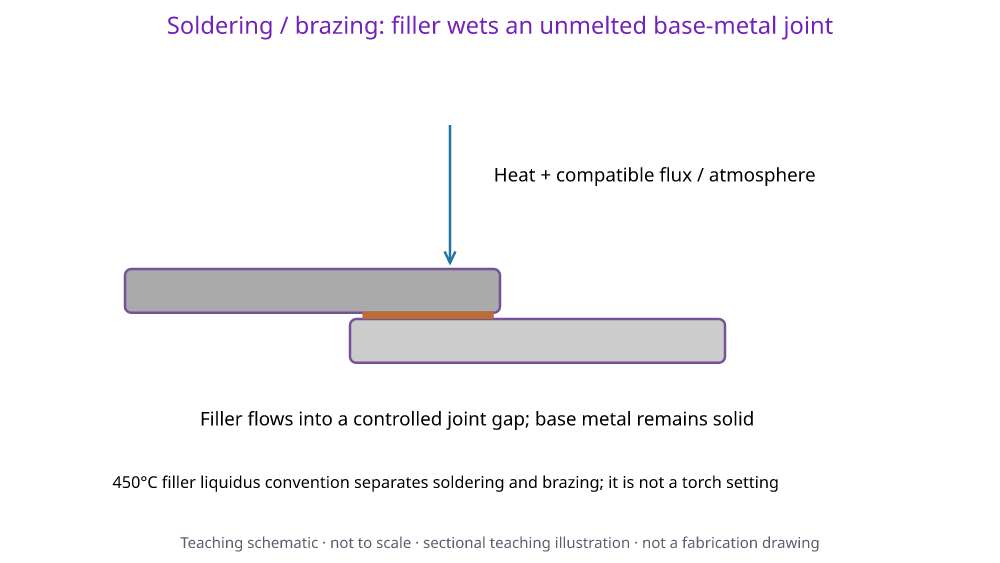 Soldering / brazing: filler wets an unmelted base-metal joint
Heat + compatible flux / atmosphere
Filler flows into a controlled joint gap; base metal remains solid
450°C filler liquidus convention separates soldering and brazing; it is not a torch setting
Teaching schematic · not to scale · sectional teaching illustration · not a fabrication drawing